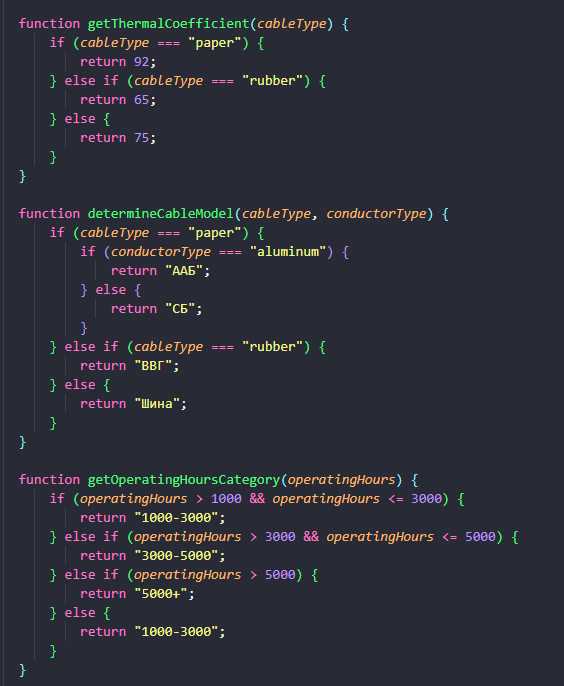 function getThermalCoefficient(cableType) {
    if (cableType === "paper") {
        return 92;
    } else if (cableType === "rubber") {
        return 65;
    } else {
        return 75;
    }
}

function determineCableModel(cableType, conductorType) {
    if (cableType === "paper") {
        if (conductorType === "aluminum") {
            return "ААБ";
        } else {
            return "СБ";
        }
    } else if (cableType === "rubber") {
        return "ВВГ";
    } else {
        return "Шина";
    }
}

function getOperatingHoursCategory(operatingHours) {
    if (operatingHours > 1000 && operatingHours <= 3000) {
        return "1000-3000";
    } else if (operatingHours > 3000 && operatingHours <= 5000) {
        return "3000-5000";
    } else if (operatingHours > 5000) {
        return "5000+";
    } else {
        return "1000-3000";
    }
}